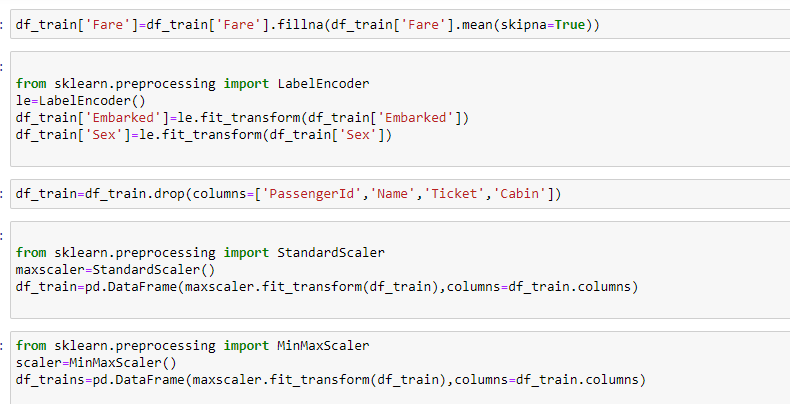 df_train['Fare']=df_train['Fare'].fillna(df_train['Fare'].mean(skipna=True))
from sklearn.preprocessing import LabelEncoder
le=LabelEncoder()
df_train['Embarked']=le.fit_transform(df_train['Embarked'])
df_train['Sex']=le.fit_transform(df_train['Sex'])
df_train=df_train.drop(columns=['PassengerId','Name','Ticket','Cabin'])
from sklearn.preprocessing import StandardScaler
maxscaler=StandardScaler()
df_train=pd.DataFrame(maxscaler.fit_transform(df_train),columns=df_train.columns)
from sklearn.preprocessing import MinMaxScaler
scaler=MinMaxScaler()
df_trains=pd.DataFrame(maxscaler.fit_transform(df_train),columns=df_train.columns)